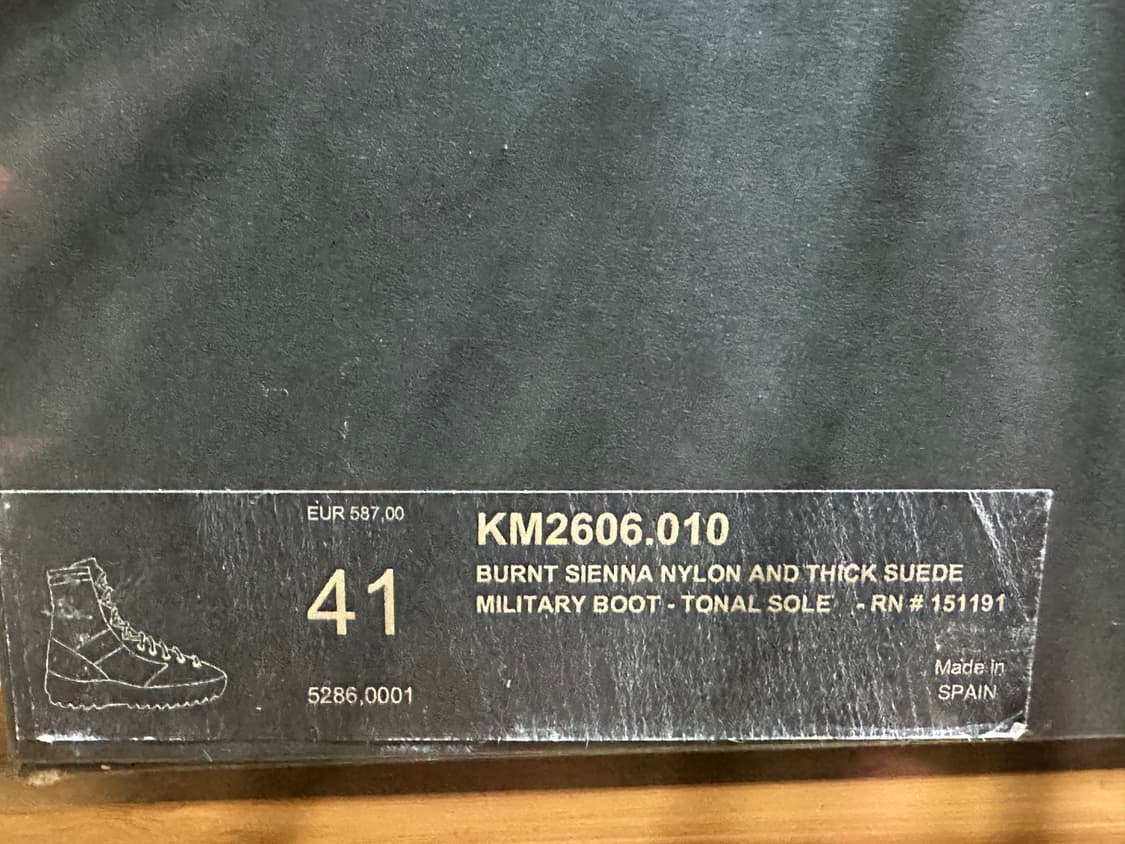 EUR 587,00
41
5286,0001
KM2606.010
BURNT SIENNA NYLON AND THICK SUEDE
MILITARY BOOT - TONAL SOLE - RN # 151191
Made in
SPAIN